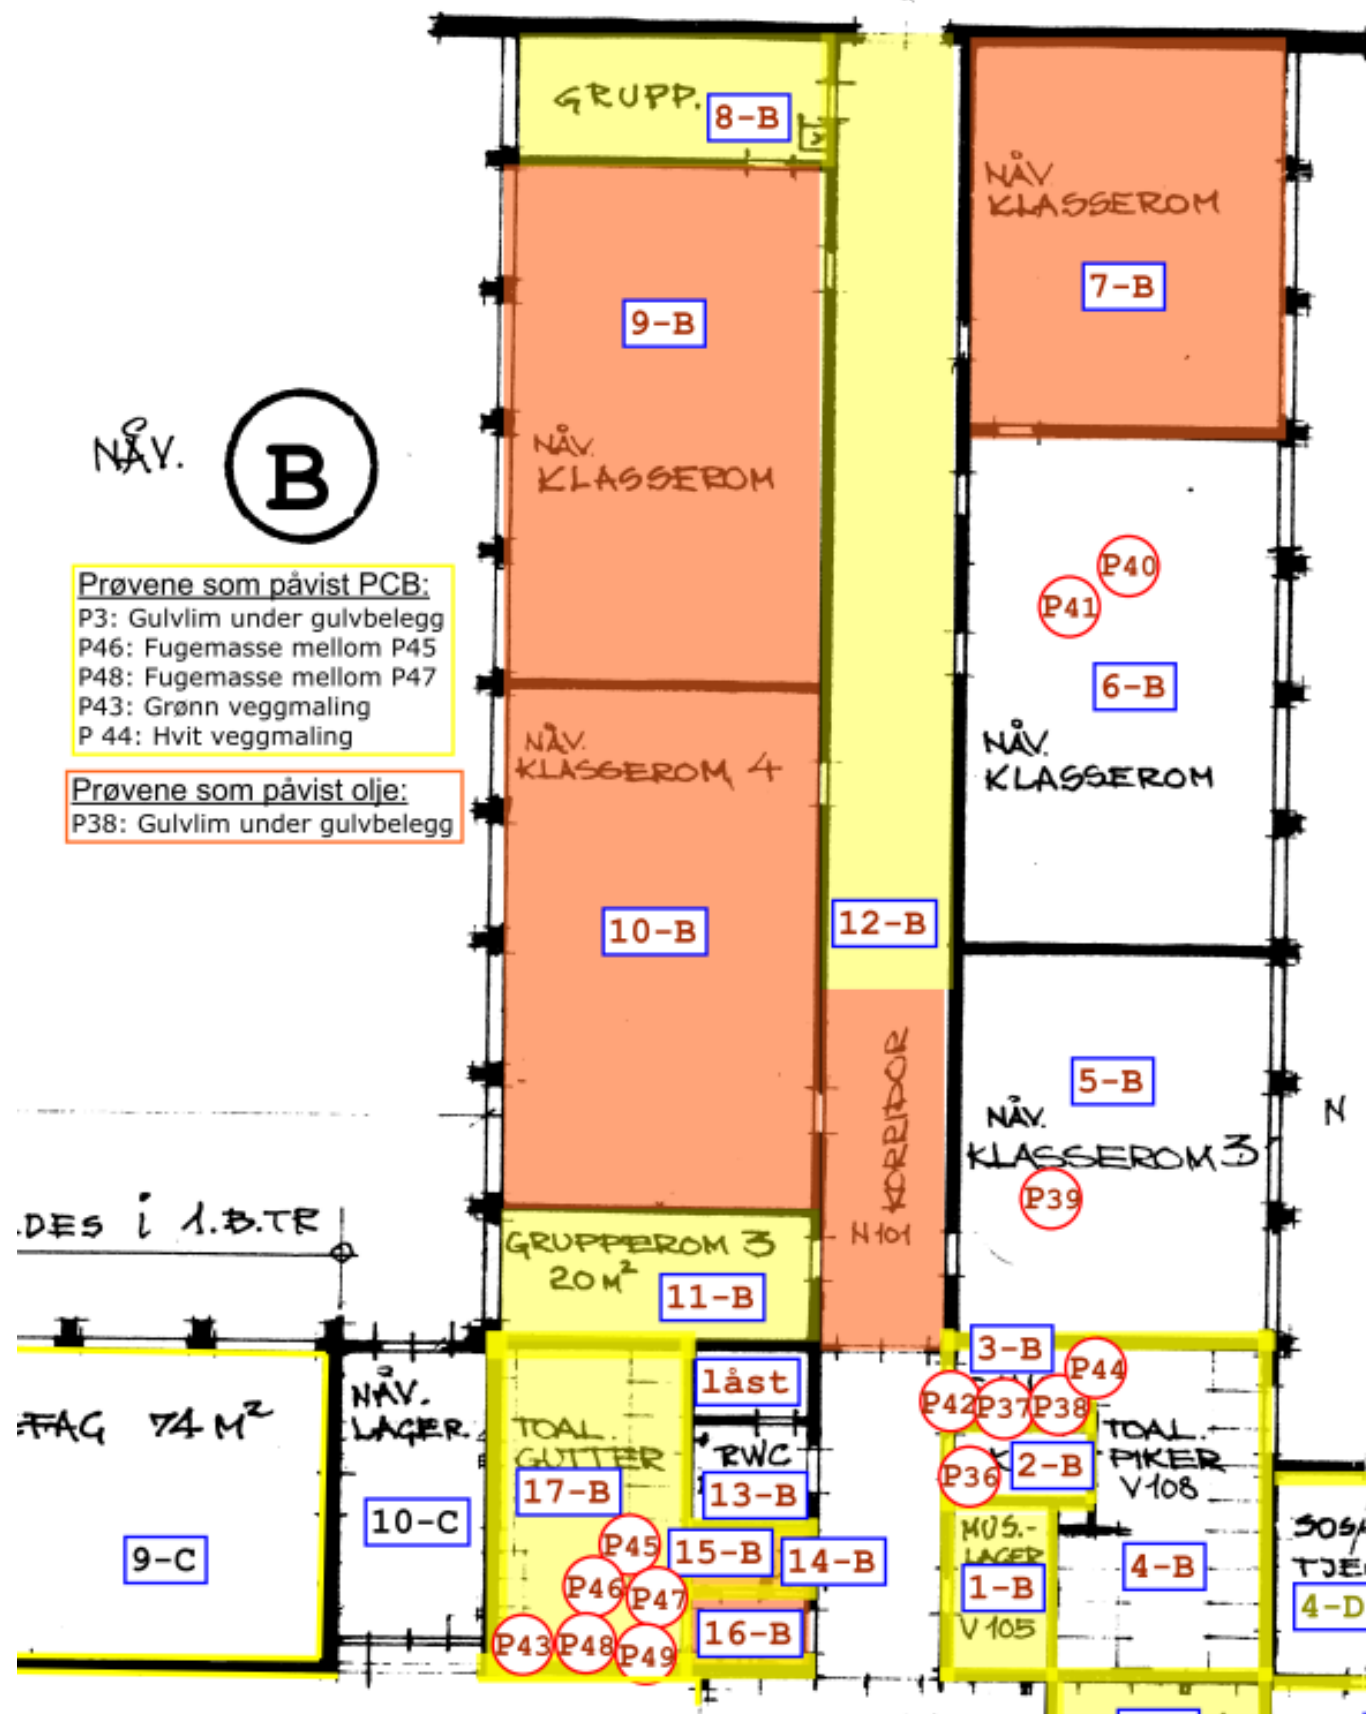 GRUPP.
8-B
NÅV.
KLASSEROM
7-B
9-B
NÅV.
KLASSEROM
NÅV.
B
P40
P41
6-B
Prøvene som påvist PCB:
P3: Gulvlim under gulvbelegg
P46: Fugemasse mellom P45
P48: Fugemasse mellom P47
P43: Grønn veggmaling
P 44: Hvit veggmaling
Prøvene som påvist olje:
P38: Gulvlim under gulvbelegg
NÅV.
KLASSEROM 4
NÅV.
KLASSEROM
10-B
12-B
KORRIDOR
N101
5-B
NÅV.
KLASSEROM 3
N
P39
.DES i 1.B.TR
GRUPPEROM 3
20 M²
11-B
3-B
P44
P42
P37
P38
låst
FAG 74 M²
NÅV.
LAGER
TOAL.
GUTTER
RWC
13-B
17-B
K
2-B
P36
TOAL.
PIKER
V108
10-C
9-C
P45
15-B
14-B
P46
P47
MUS.-
LAGER
1-B
V105
4-B
TJE
4-D
16-B
P43
P48
P49